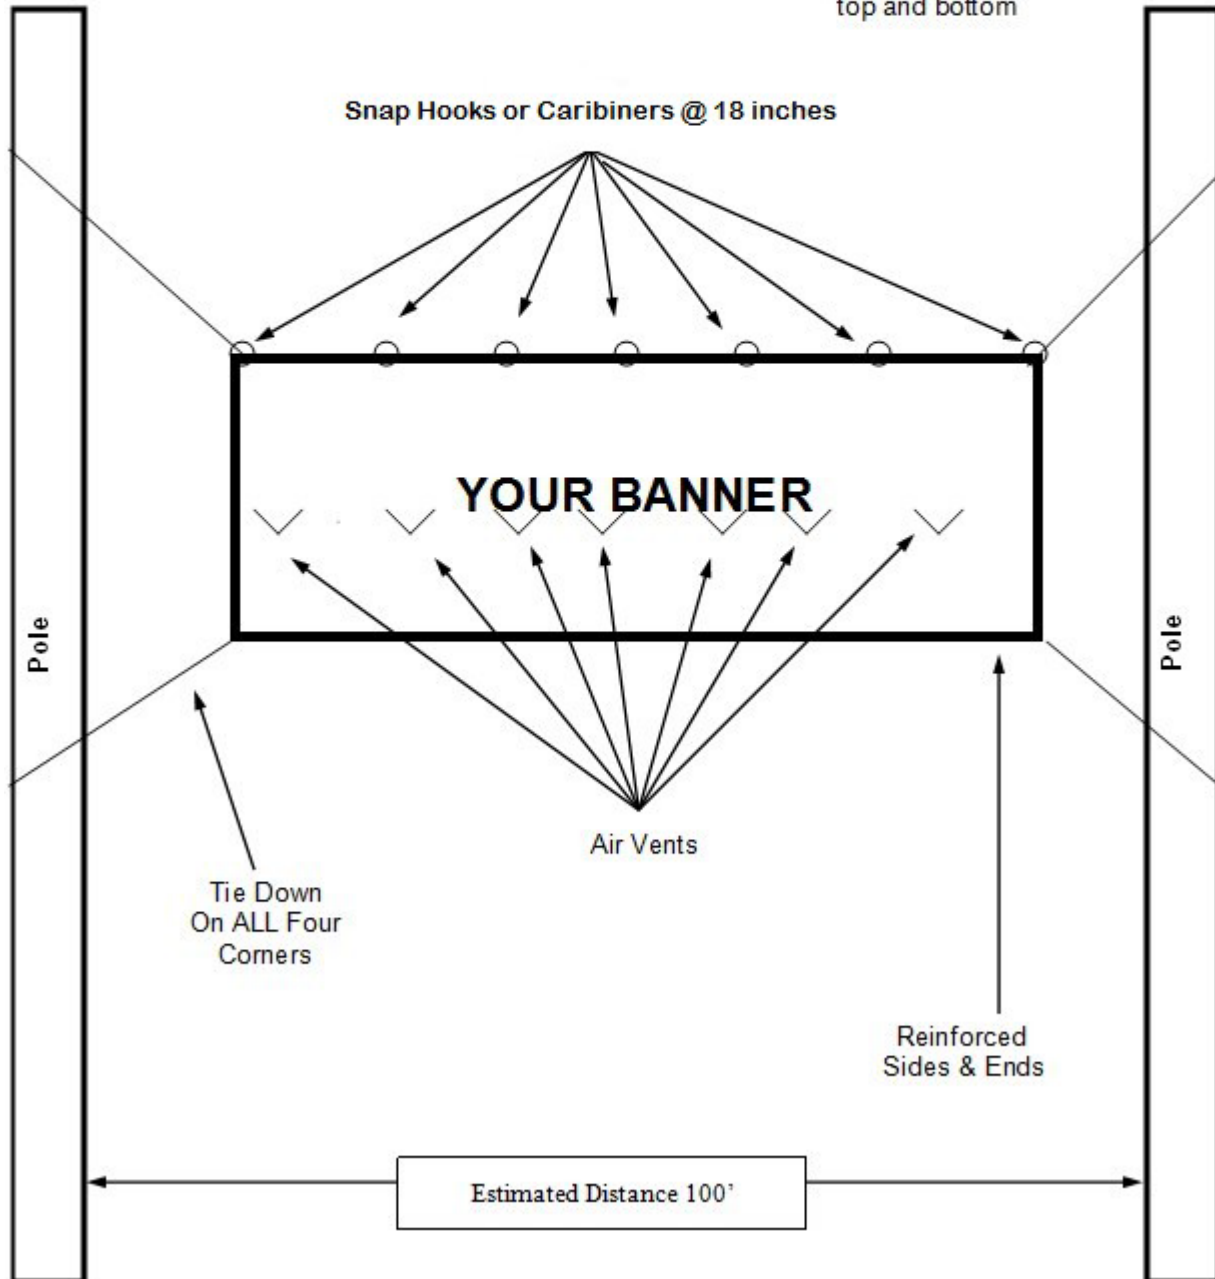 top and bottom
Snap Hooks or Caribiners @ 18 inches
YOUR BANNER
Pole
Pole
Air Vents
Tie Down
On ALL Four
Corners
Reinforced
Sides & Ends
Estimated Distance 100’